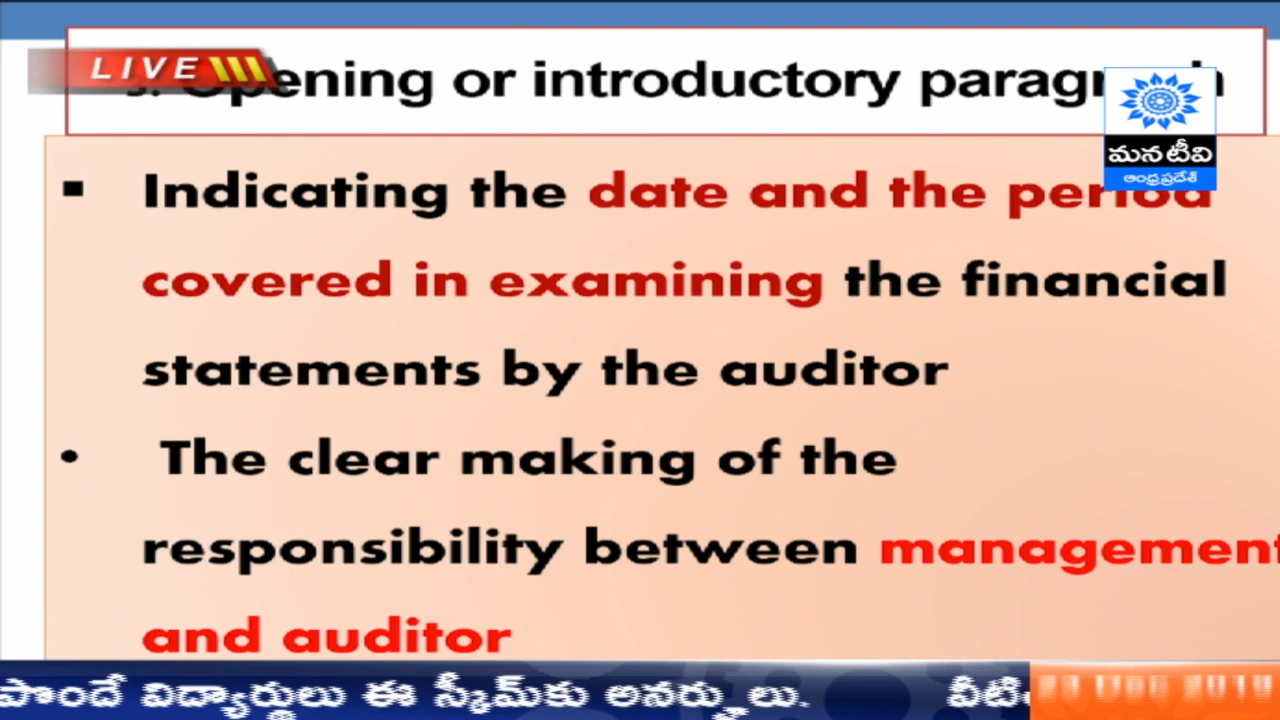 LIVE
Opening or introductory paragraph
మన టీవి
ఆంధ్రప్రదేశ్
▪ Indicating the date and the period
covered in examining the financial
statements by the auditor
• The clear making of the
responsibility between management
and auditor
పొందే విద్యార్థులు ఈ స్కీమ్‌కు అనర్హులు.